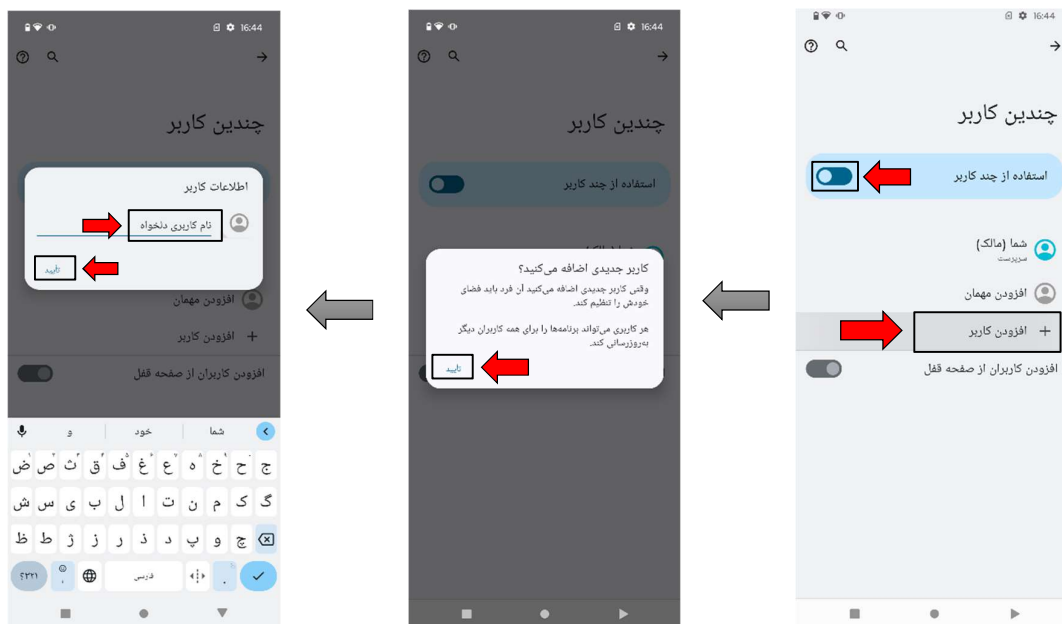 16:44
چندین کاربر
استفاده از چند کاربر
شما (مالک)
سرپرست
افزودن مهمان
+ افزودن کاربر
افزودن کاربران از صفحه قفل
16:44
چندین کاربر
استفاده از چند کاربر
کاربر جدیدی اضافه می‌کنید؟
وقتی کاربر جدیدی اضافه می‌کنید آن فرد باید فضای
خودش را تنظیم کند.
هر کاربری می‌تواند برنامه‌ها را برای همه کاربران دیگر
به‌روزرسانی کند.
تایید
16:44
چندین کاربر
اطلاعات کاربر
نام کاربری دلخواه
تایید
افزودن مهمان
+ افزودن کاربر
افزودن کاربران از صفحه قفل
شما خود و
ض ص ث ق ف غ ع ه خ ح ج
ش س ی ب ل ا ت ن م ک گ
ظ ط ژ ز ر ذ د پ و چ
۳۲۱؟ ، فارسی .